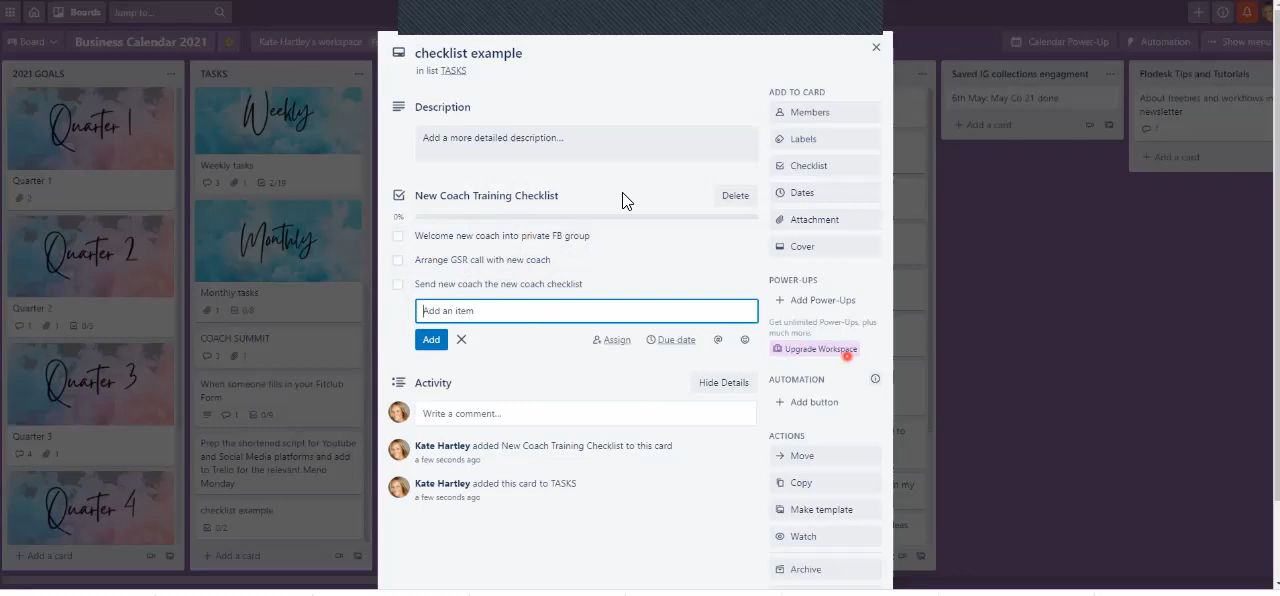 Boards
Jump to...
Board
Business Calendar 2021
Kate Hartley's workspace
Calendar Power-Up
Automation
Show menu
2021 GOALS
Quarter 1
Quarter 1
2
Quarter 2
Quarter 2
1 1 8/8
Quarter 3
Quarter 3
4 1
Quarter 4
+ Add a card
TASKS
Weekly
Weekly tasks
3 1 2/19
Monthly
Monthly tasks
1 0/8
COACH SUMMIT
3 1
When someone fills in your Fitclub
Form
1 0/9
Prep the shortened script for Youtube
and Social Media platforms and add
to Trello for the relevant Meno
Monday
checklist example
0/2
+ Add a card
checklist example
in list TASKS
Description
Add a more detailed description...
New Coach Training Checklist
Delete
0%
Welcome new coach into private FB group
Arrange GSR call with new coach
Send new coach the new coach checklist
Add an item
Add
Assign
Due date
Activity
Hide Details
Write a comment...
Kate Hartley added New Coach Training Checklist to this card
a few seconds ago
Kate Hartley added this card to TASKS
a few seconds ago
ADD TO CARD
Members
Labels
Checklist
Dates
Attachment
Cover
POWER-UPS
+ Add Power-Ups
Get unlimited Power-Ups, plus
much more.
Upgrade Workspace
AUTOMATION
+ Add button
ACTIONS
Move
Copy
Make template
Watch
Archive
to
n my
eas
Saved IG collections engagment
6th May: May Co 21 done
+ Add a card
Flodesk Tips and Tutorials
About freebies and workflows in
newsletter
1
+ Add a card